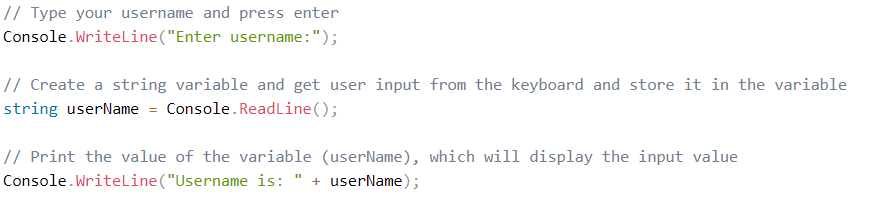 // Type your username and press enter
Console.WriteLine("Enter username:");
// Create a string variable and get user input from the keyboard and store it in the variable
string userName = Console.ReadLine();
// Print the value of the variable (userName), which will display the input value
Console.WriteLine("Username is: " + userName);